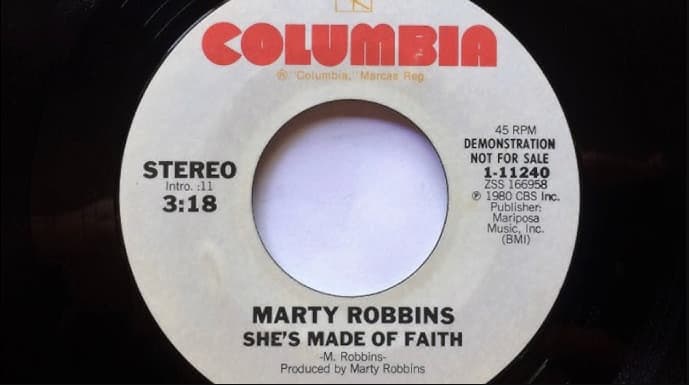 COLUMBIA
® "Columbia," Marcas Reg.
STEREO
Intro. :11
3:18
45 RPM
DEMONSTRATION
NOT FOR SALE
1-11240
ZSS 166958
℗ 1980 CBS Inc.
Publisher:
Mariposa
Music, Inc.
(BMI)
MARTY ROBBINS
SHE'S MADE OF FAITH
-M. Robbins-
Produced by Marty Robbins